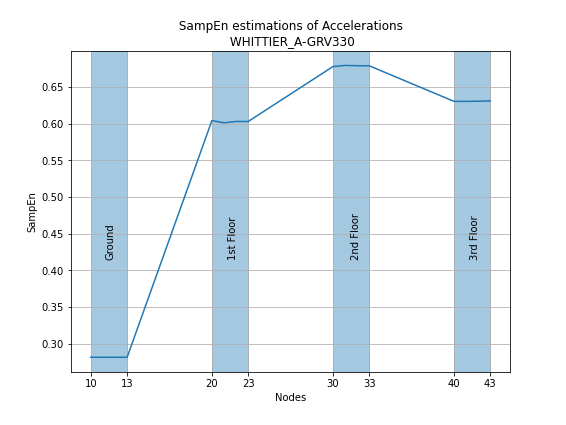 SampEn estimations of Accelerations
WHITTIER_A-GRV330
SampEn
0.65
0.60
0.55
0.50
0.45
0.40
0.35
0.30
Ground
1st Floor
2nd Floor
3rd Floor
10 13 20 23 30 33 40 43
Nodes